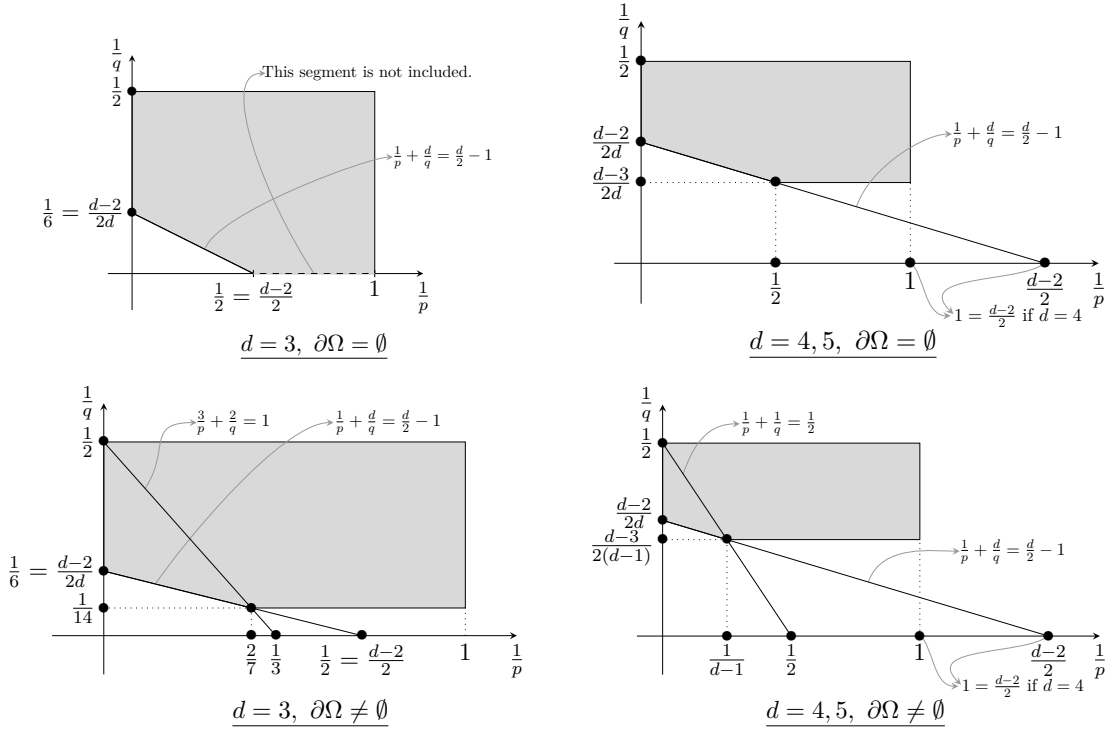 1/q
1/2
This segment is not included.
1/p + d/q = d/2 − 1
1/6 = d−2/2d
1/2 = d−2/2
1
1/p
d = 3, ∂Ω = ∅
1/q
1/2
d−2/2d
1/p + d/q = d/2 − 1
d−3/2d
1/2
1
d−2/2
1/p
1 = d−2/2 if d = 4
d = 4, 5, ∂Ω = ∅
1/q
1/2
3/p + 2/q = 1
1/p + d/q = d/2 − 1
1/6 = d−2/2d
1/14
2/7
1/3
1/2 = d−2/2
1
1/p
d = 3, ∂Ω ≠ ∅
1/q
1/2
1/p + 1/q = 1/2
d−2/2d
d−3/2(d−1)
1/p + d/q = d/2 − 1
1/d−1
1/2
1
d−2/2
1/p
1 = d−2/2 if d = 4
d = 4, 5, ∂Ω ≠ ∅